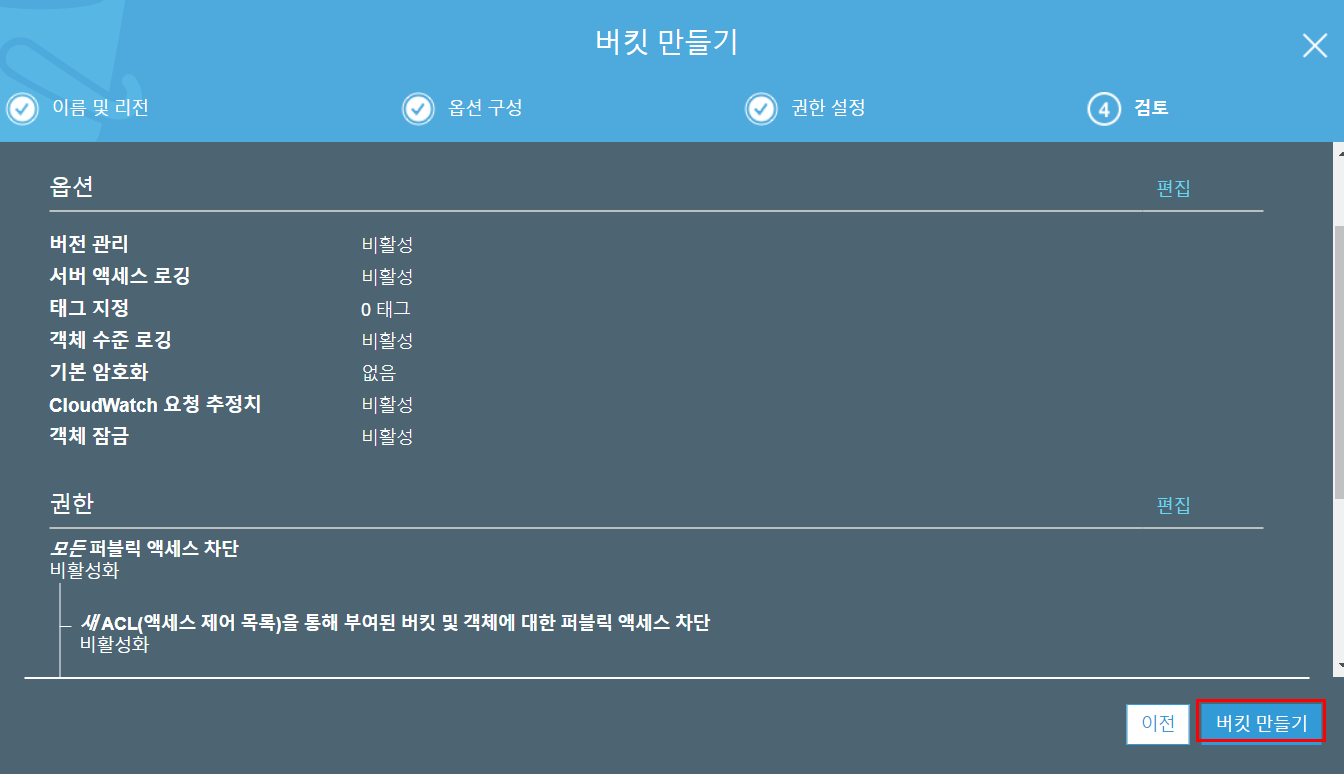 버킷 만들기
이름 및 리전
옵션 구성
권한 설정
4 검토
옵션 편집
버전 관리 비활성
서버 액세스 로깅 비활성
태그 지정 0 태그
객체 수준 로깅 비활성
기본 암호화 없음
CloudWatch 요청 추정치 비활성
객체 잠금 비활성
권한 편집
모든 퍼블릭 액세스 차단
비활성화
새 ACL(액세스 제어 목록)을 통해 부여된 버킷 및 객체에 대한 퍼블릭 액세스 차단
비활성화
이전 버킷 만들기